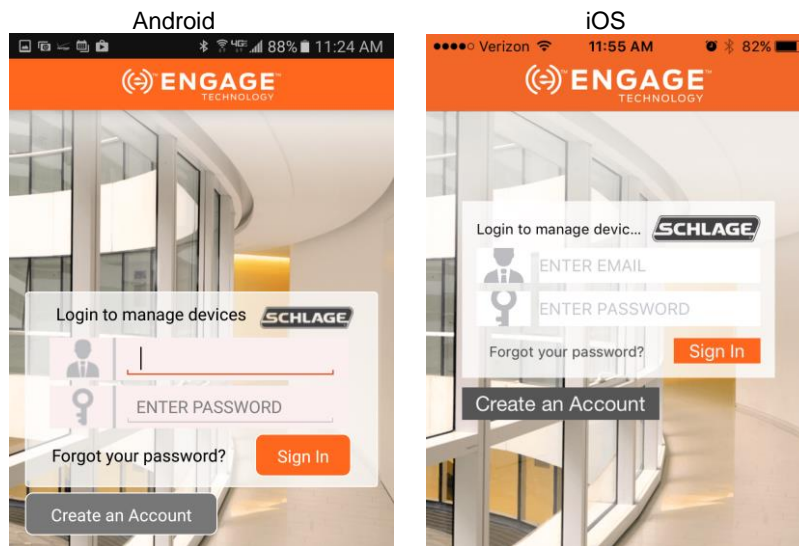 Android
88% 11:24 AM
ENGAGE™
TECHNOLOGY
Login to manage devices SCHLAGE
ENTER PASSWORD
Forgot your password? Sign In
Create an Account
iOS
Verizon 11:55 AM 82%
ENGAGE™
TECHNOLOGY
Login to manage devic... SCHLAGE
ENTER EMAIL
ENTER PASSWORD
Forgot your password? Sign In
Create an Account